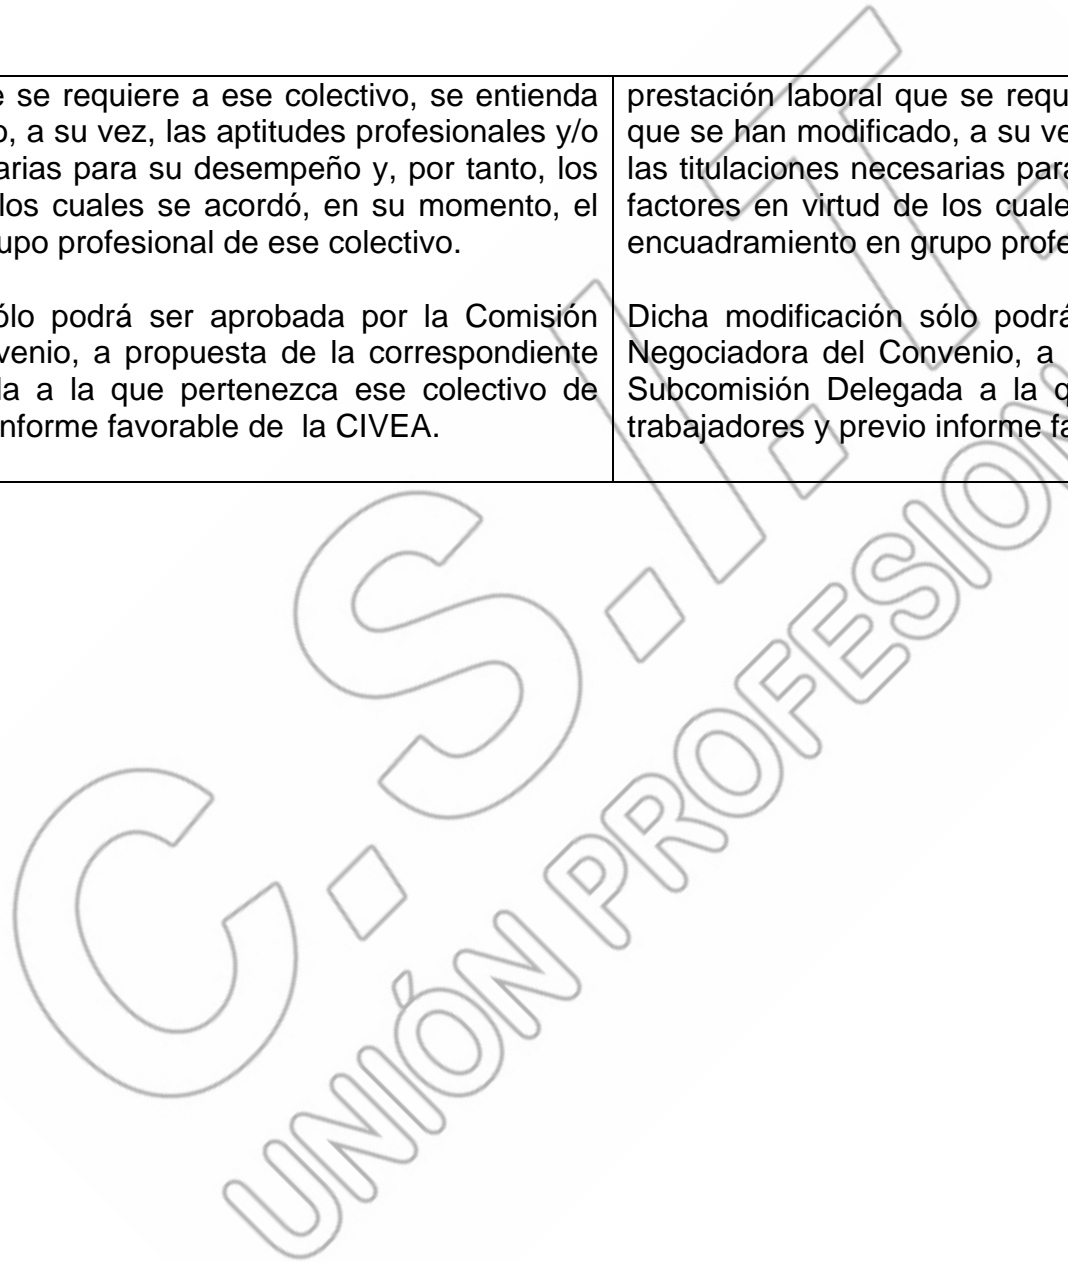 e se requiere a ese colectivo, se entienda
o, a su vez, las aptitudes profesionales y/o
arias para su desempeño y, por tanto, los
los cuales se acordó, en su momento, el
upo profesional de ese colectivo.
ólo podrá ser aprobada por la Comisión
venio, a propuesta de la correspondiente
da a la que pertenezca ese colectivo de
nforme favorable de la CIVEA.
prestación laboral que se requ
que se han modificado, a su ve
las titulaciones necesarias para
factores en virtud de los cuale
encuadramiento en grupo profe
Dicha modificación sólo podrá
Negociadora del Convenio, a
Subcomisión Delegada a la q
trabajadores y previo informe fa
C.S.I.T.-
UNIÓN PROFESION